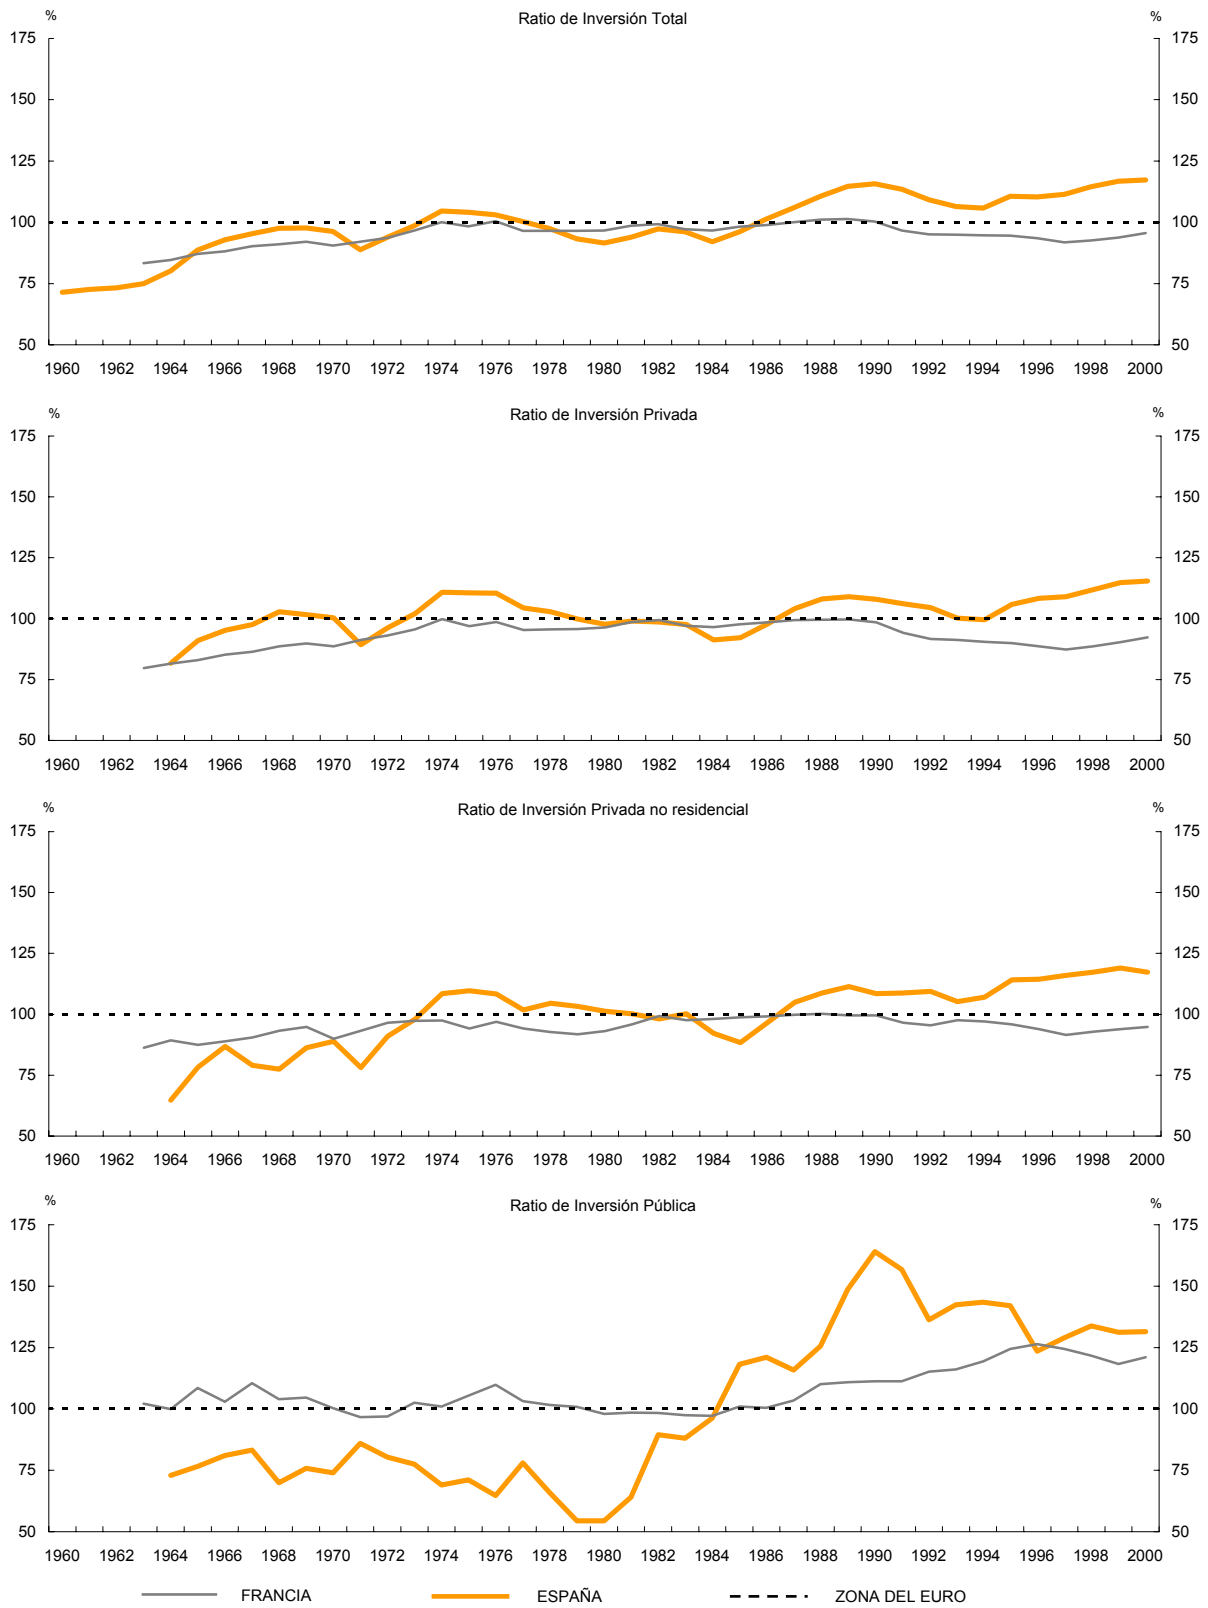 % Ratio de Inversión Total %
175 175
150 150
125 125
100 100
75 75
50 50
1960 1962 1964 1966 1968 1970 1972 1974 1976 1978 1980 1982 1984 1986 1988 1990 1992 1994 1996 1998 2000
% Ratio de Inversión Privada %
175 175
150 150
125 125
100 100
75 75
50 50
1960 1962 1964 1966 1968 1970 1972 1974 1976 1978 1980 1982 1984 1986 1988 1990 1992 1994 1996 1998 2000
% Ratio de Inversión Privada no residencial %
175 175
150 150
125 125
100 100
75 75
50 50
1960 1962 1964 1966 1968 1970 1972 1974 1976 1978 1980 1982 1984 1986 1988 1990 1992 1994 1996 1998 2000
% Ratio de Inversión Pública %
175 175
150 150
125 125
100 100
75 75
50 50
1960 1962 1964 1966 1968 1970 1972 1974 1976 1978 1980 1982 1984 1986 1988 1990 1992 1994 1996 1998 2000
FRANCIA ESPAÑA ZONA DEL EURO